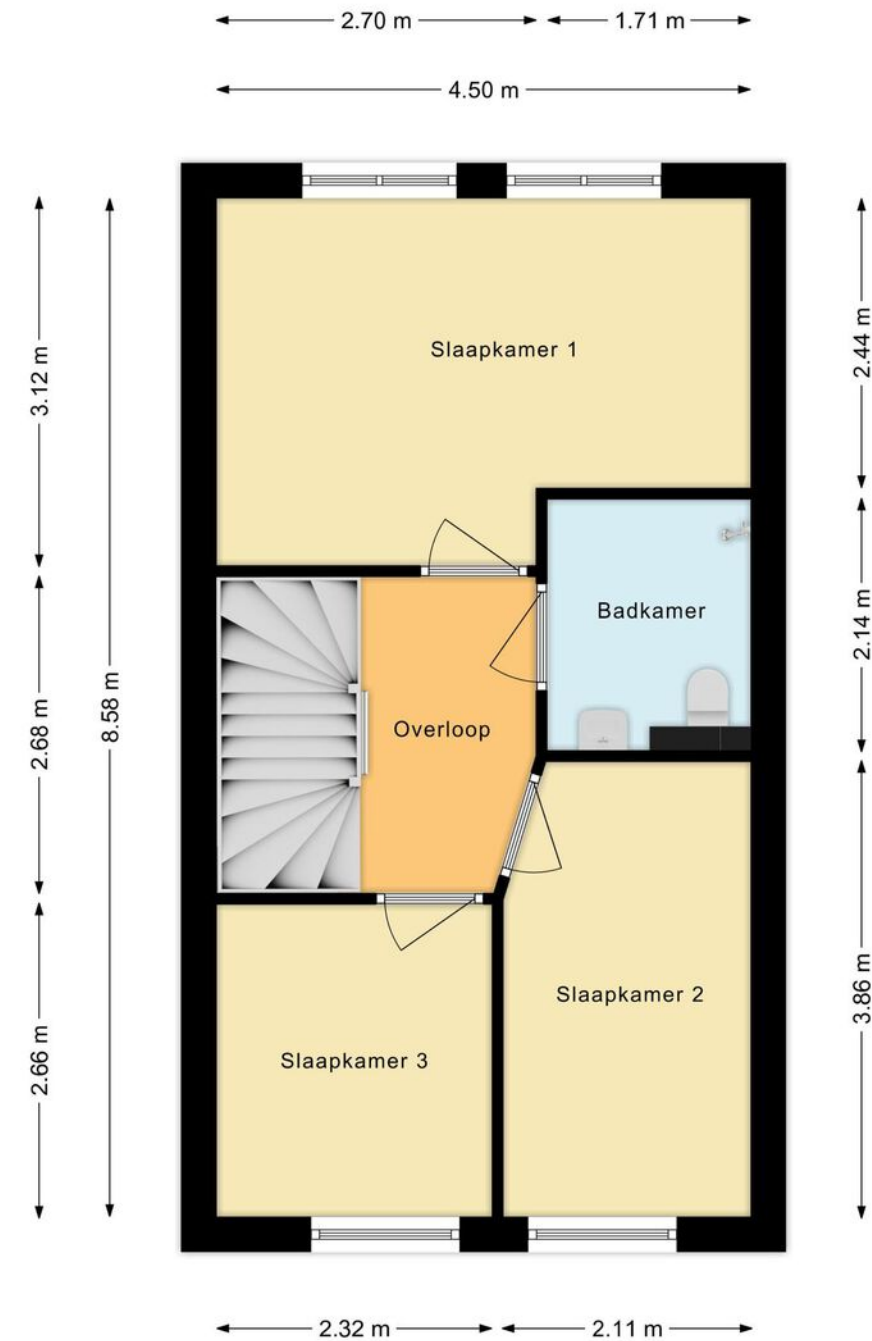 2.70 m
1.71 m
4.50 m
Slaapkamer 1
3.12 m
2.44 m
Badkamer
2.14 m
8.58 m
2.68 m
Overloop
3.86 m
Slaapkamer 2
Slaapkamer 3
2.66 m
2.32 m
2.11 m